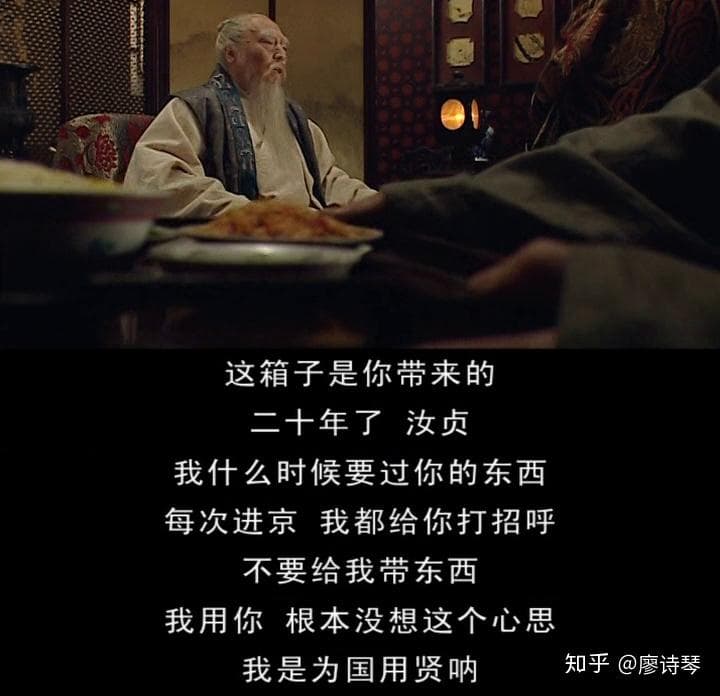 这箱子是你带来的
二十年了 汝贞
我什么时候要过你的东西
每次进京 我都给你打招呼
不要给我带东西
我用你 根本没想这个心思
我是为国用贤呐
知乎 @廖诗琴